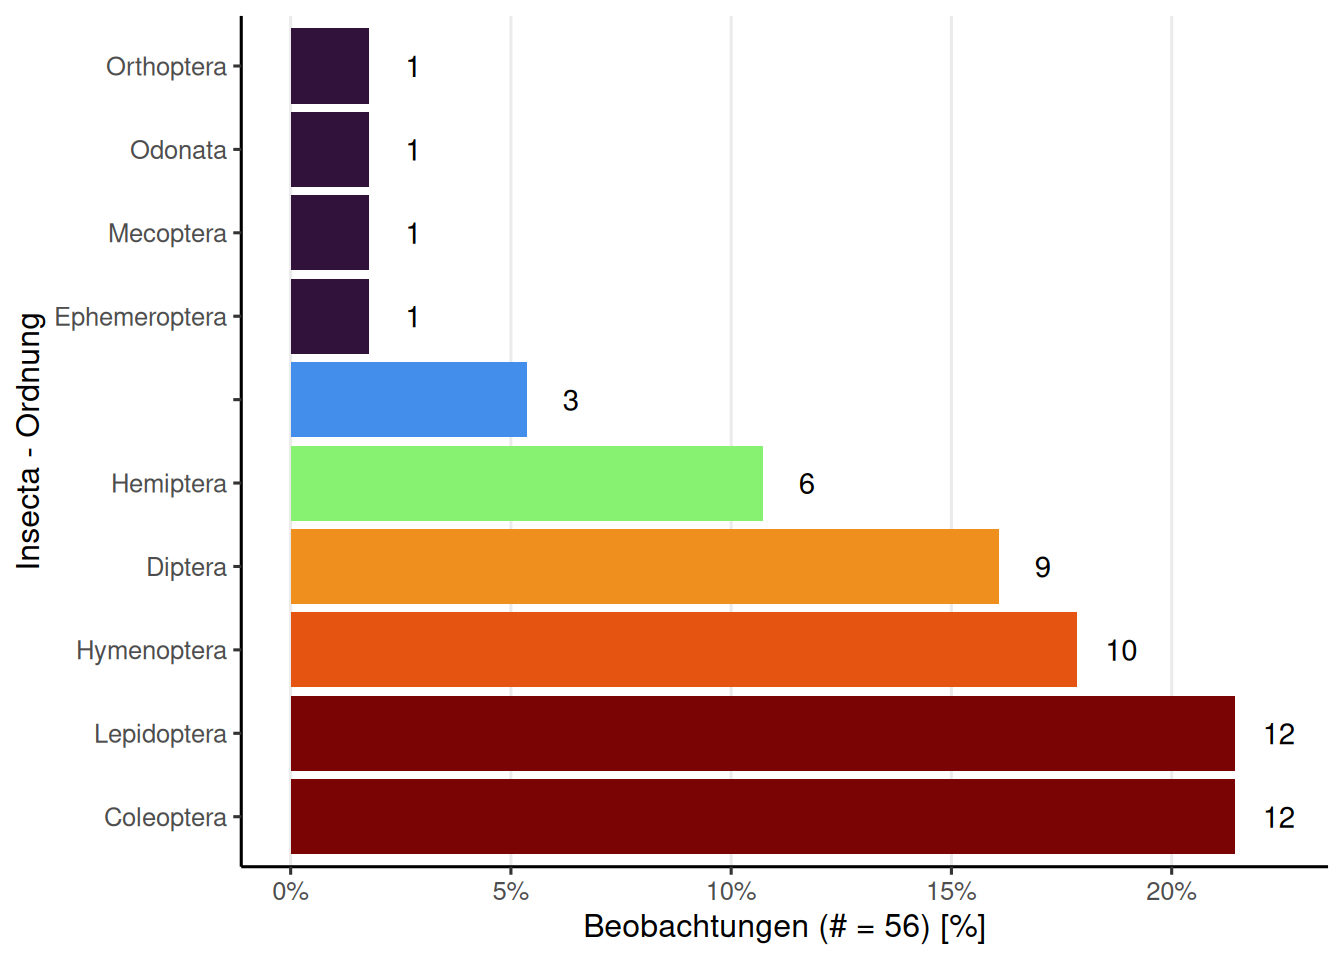 Insecta - Ordnung
Orthoptera 1
Odonata 1
Mecoptera 1
Ephemeroptera 1
3
Hemiptera 6
Diptera 9
Hymenoptera 10
Lepidoptera 12
Coleoptera 12
0% 5% 10% 15% 20%
Beobachtungen (# = 56) [%]